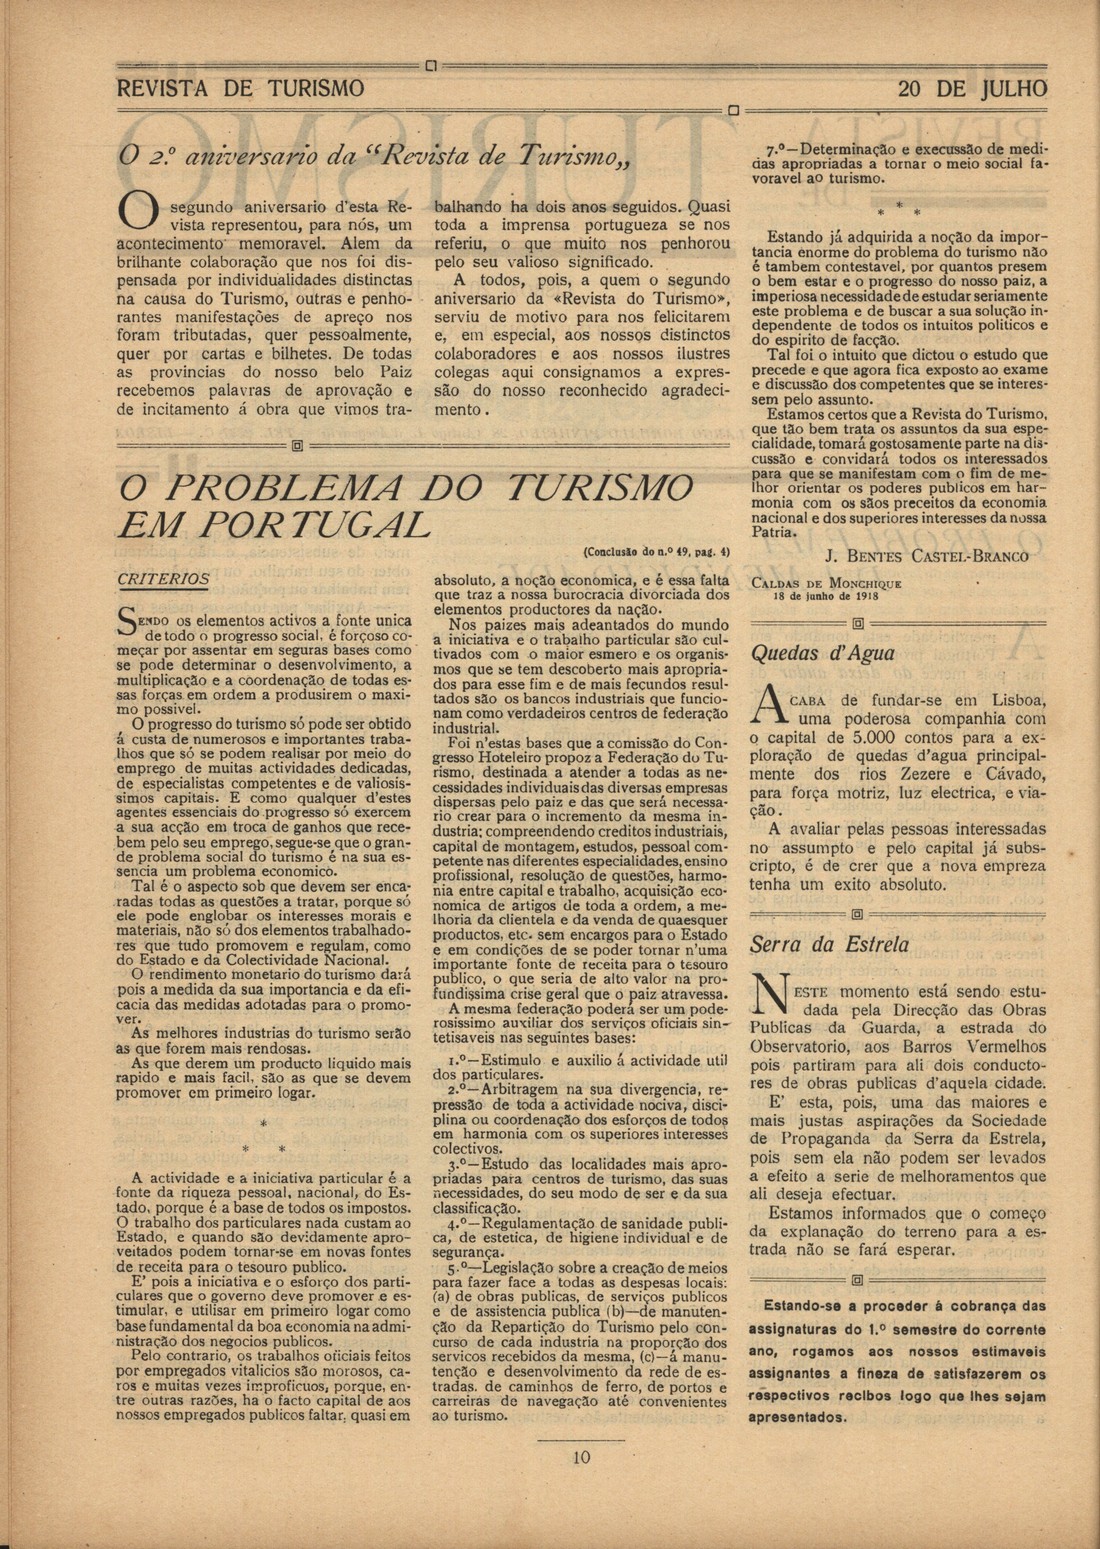 REVISTA DE TURISMO
20 DE JULHO
O 2.º aniversario da “Revista de Turismo„
O segundo aniversario d'esta Re-
vista representou, para nós, um
acontecimento memoravel. Alem da
brilhante colaboração que nos foi dis-
pensada por individualidades distinctas
na causa do Turismo, outras e penho-
rantes manifestações de apreço nos
foram tributadas, quer pessoalmente,
quer por cartas e bilhetes. De todas
as provincias do nosso belo Paiz
recebemos palavras de aprovação e
de incitamento á obra que vimos tra-
balhando ha dois anos seguidos. Quasi
toda a imprensa portugueza se nos
referiu, o que muito nos penhorou
pelo seu valioso significado.
A todos, pois, a quem o segundo
aniversario da «Revista do Turismo»,
serviu de motivo para nos felicitarem
e, em especial, aos nossos distinctos
colaboradores e aos nossos ilustres
colegas aqui consignamos a expres-
são do nosso reconhecido agradeci-
mento.
O PROBLEMA DO TURISMO
EM PORTUGAL
(Conclusão do n.º 49, pag. 4)
CRITERIOS
SENDO os elementos activos a fonte unica
de todo o progresso social, é forçoso co-
meçar por assentar em seguras bases como
se pode determinar o desenvolvimento, a
multiplicação e a coordenação de todas es-
sas forças em ordem a produsirem o maxi-
mo possivel.
O progresso do turismo só pode ser obtido
á custa de numerosos e importantes traba-
lhos que só se podem realisar por meio do
emprego de muitas actividades dedicadas,
de especialistas competentes e de valiosis-
simos capitais. E como qualquer d'estes
agentes essenciais do progresso só exercem
a sua acção em troca de ganhos que rece-
bem pelo seu emprego, segue-se que o gran-
de problema social do turismo é na sua es-
sencia um problema economico.
Tal é o aspecto sob que devem ser enca-
radas todas as questões a tratar, porque só
ele pode englobar os interesses morais e
materiais, não só dos elementos trabalhado-
res que tudo promovem e regulam, como
do Estado e da Colectividade Nacional.
O rendimento monetario do turismo dará
pois a medida da sua importancia e da efi-
cacia das medidas adotadas para o promo-
ver.
As melhores industrias do turismo serão
as que forem mais rendosas.
As que derem um producto liquido mais
rapido e mais facil, são as que se devem
promover em primeiro logar.
*
* *
A actividade e a iniciativa particular é a
fonte da riqueza pessoal, nacional, do Es-
tado, porque é a base de todos os impostos.
O trabalho dos particulares nada custam ao
Estado, e quando são devidamente apro-
veitados podem tornar-se em novas fontes
de receita para o tesouro publico.
E' pois a iniciativa e o esforço dos parti-
culares que o governo deve promover e es-
timular, e utilisar em primeiro logar como
base fundamental da boa economia na admi-
nistração dos negocios publicos.
Pelo contrario, os trabalhos oficiais feitos
por empregados vitalicios são morosos, ca-
ros e muitas vezes improficuos, porque, en-
tre outras razões, ha o facto capital de aos
nossos empregados publicos faltar, quasi em
absoluto, a noção economica, e é essa falta
que traz a nossa burocracia divorciada dos
elementos productores da nação.
Nos paizes mais adeantados do mundo
a iniciativa e o trabalho particular são cul-
tivados com o maior esmero e os organis-
mos que se tem descoberto mais apropria-
dos para esse fim e de mais fecundos resul-
tados são os bancos industriais que funcio-
nam como verdadeiros centros de federação
industrial.
Foi n'estas bases que a comissão do Con-
gresso Hoteleiro propoz a Federação do Tu-
rismo, destinada a atender a todas as ne-
cessidades individuais das diversas empresas
dispersas pelo paiz e das que será necessa-
rio crear para o incremento da mesma in-
dustria; compreendendo creditos industriais,
capital de montagem, estudos, pessoal com-
petente nas diferentes especialidades, ensino
profissional, resolução de questões, harmo-
nia entre capital e trabalho, acquisição eco-
nomica de artigos de toda a ordem, a me-
lhoria da clientela e da venda de quaesquer
productos, etc. sem encargos para o Estado
e em condições de se poder tornar n'uma
importante fonte de receita para o tesouro
publico, o que seria de alto valor na pro-
fundissima crise geral que o paiz atravessa.
A mesma federação poderá ser um pode-
rosissimo auxiliar dos serviços oficiais sin-
tetisaveis nas seguintes bases:
1.º—Estimulo e auxilio á actividade util
dos particulares.
2.º—Arbitragem na sua divergencia, re-
pressão de toda a actividade nociva, disci-
plina ou coordenação dos esforços de todos
em harmonia com os superiores interesses
colectivos.
3.º—Estudo das localidades mais apro-
priadas para centros de turismo, das suas
necessidades, do seu modo de ser e da sua
classificação.
4.º—Regulamentação de sanidade publi-
ca, de estetica, de higiene individual e de
segurança.
5.º—Legislação sobre a creação de meios
para fazer face a todas as despesas locais:
(a) de obras publicas, de serviços publicos
e de assistencia publica (b)—de manuten-
ção da Repartição do Turismo pelo con-
curso de cada industria na proporção dos
servicos recebidos da mesma, (c)—á manu-
tenção e desenvolvimento da rede de es-
tradas. de caminhos de ferro, de portos e
carreiras de navegação até convenientes
ao turismo.
7.º—Determinação e execussão de medi-
das apropriadas a tornar o meio social fa-
voravel ao turismo.
*
* *
Estando já adquirida a noção da impor-
tancia enorme do problema do turismo não
é tambem contestavel, por quantos presem
o bem estar e o progresso do nosso paiz, a
imperiosa necessidade de estudar seriamente
este problema e de buscar a sua solução in-
dependente de todos os intuitos politicos e
do espirito de facção.
Tal foi o intuito que dictou o estudo que
precede e que agora fica exposto ao exame
e discussão dos competentes que se interes-
sem pelo assunto.
Estamos certos que a Revista do Turismo,
que tão bem trata os assuntos da sua espe-
cialidade, tomará gostosamente parte na dis-
cussão e convidará todos os interessados
para que se manifestam com o fim de me-
lhor orientar os poderes publicos em har-
monia com os sãos preceitos da economia
nacional e dos superiores interesses da nossa
Patria.
J. BENTES CASTEL-BRANCO
CALDAS DE MONCHIQUE
18 de junho de 1918
Quedas d'Agua
ACABA de fundar-se em Lisboa,
uma poderosa companhia com
o capital de 5.000 contos para a ex-
ploração de quedas d'agua principal-
mente dos rios Zezere e Cávado,
para força motriz, luz electrica, e via-
ção.
A avaliar pelas pessoas interessadas
no assumpto e pelo capital já subs-
cripto, é de crer que a nova empreza
tenha um exito absoluto.
Serra da Estrela
NESTE momento está sendo estu-
dada pela Direcção das Obras
Publicas da Guarda, a estrada do
Observatorio, aos Barros Vermelhos
pois partiram para ali dois conducto-
res de obras publicas d'aquela cidade.
E' esta, pois, uma das maiores e
mais justas aspirações da Sociedade
de Propaganda da Serra da Estrela,
pois sem ela não podem ser levados
a efeito a serie de melhoramentos que
ali deseja efectuar.
Estamos informados que o começo
da explanação do terreno para a es-
trada não se fará esperar.
Estando-se a proceder á cobrança das
assignaturas do 1.º semestre do corrente
ano, rogamos aos nossos estimaveis
assignantes a fineza de satisfazerem os
respectivos recibos logo que lhes sejam
apresentados.
10